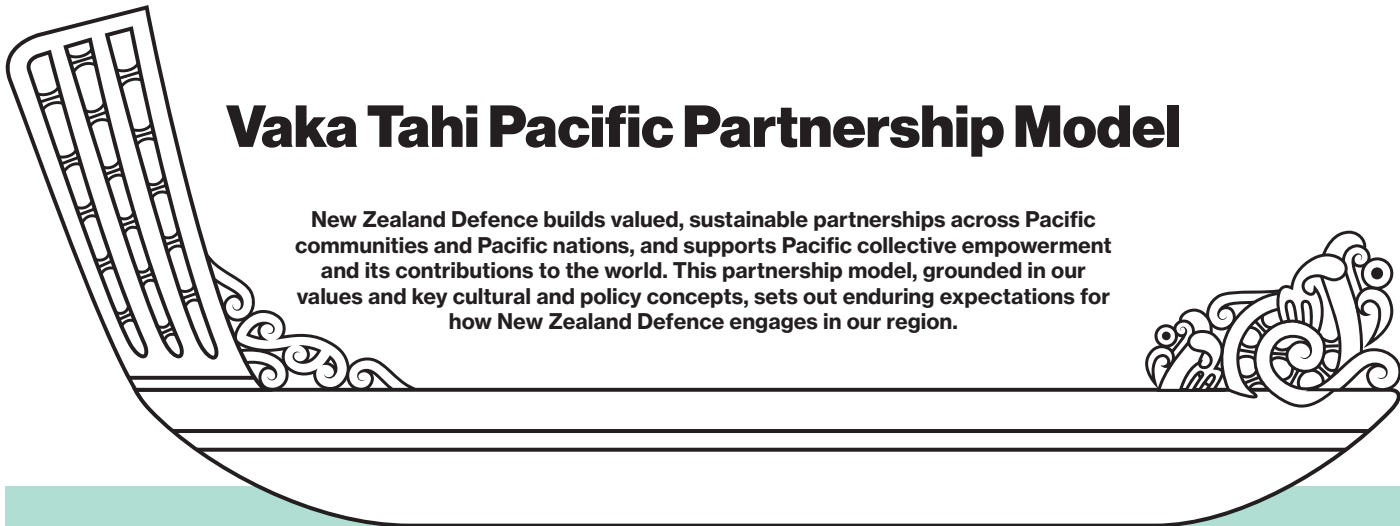 Vaka Tahi Pacific Partnership Model
New Zealand Defence builds valued, sustainable partnerships across Pacific
communities and Pacific nations, and supports Pacific collective empowerment
and its contributions to the world. This partnership model, grounded in our
values and key cultural and policy concepts, sets out enduring expectations for
how New Zealand Defence engages in our region.